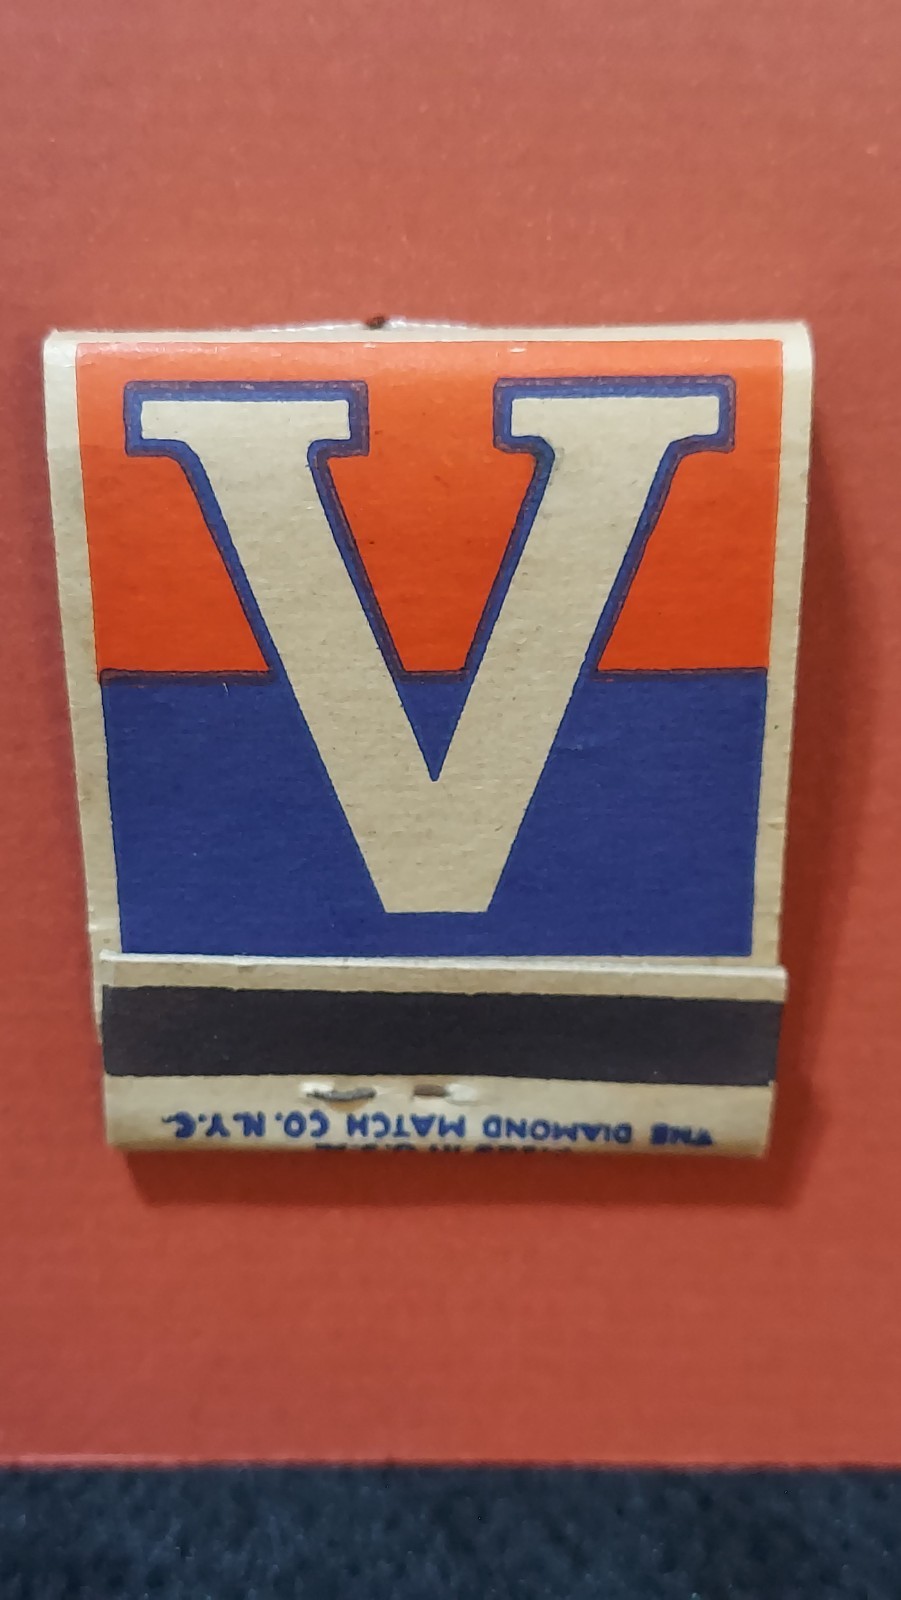 V
THE DIAMOND MATCH CO. N.Y.C.